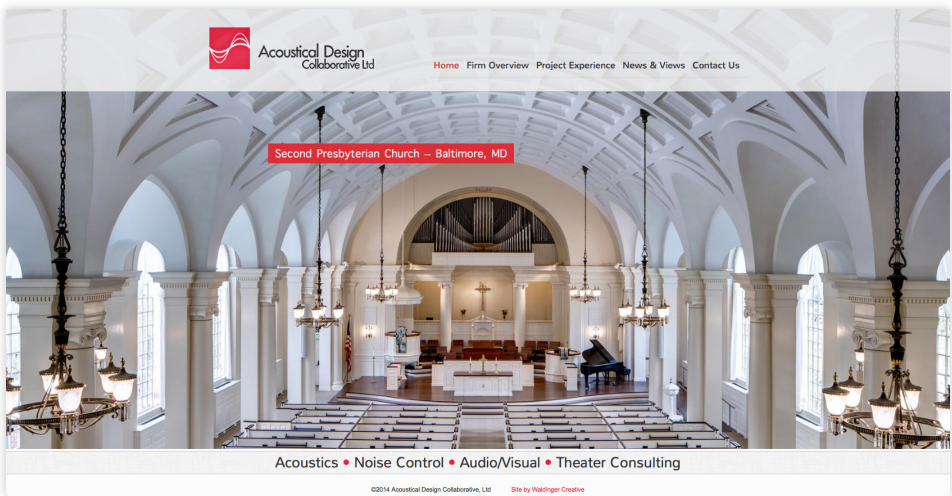 Acoustical Design
Collaborative Ltd
Home Firm Overview Project Experience News & Views Contact Us
Second Presbyterian Church – Baltimore, MD
Acoustics • Noise Control • Audio/Visual • Theater Consulting
©2014 Acoustical Design Collaborative, Ltd Site by Waldinger Creative